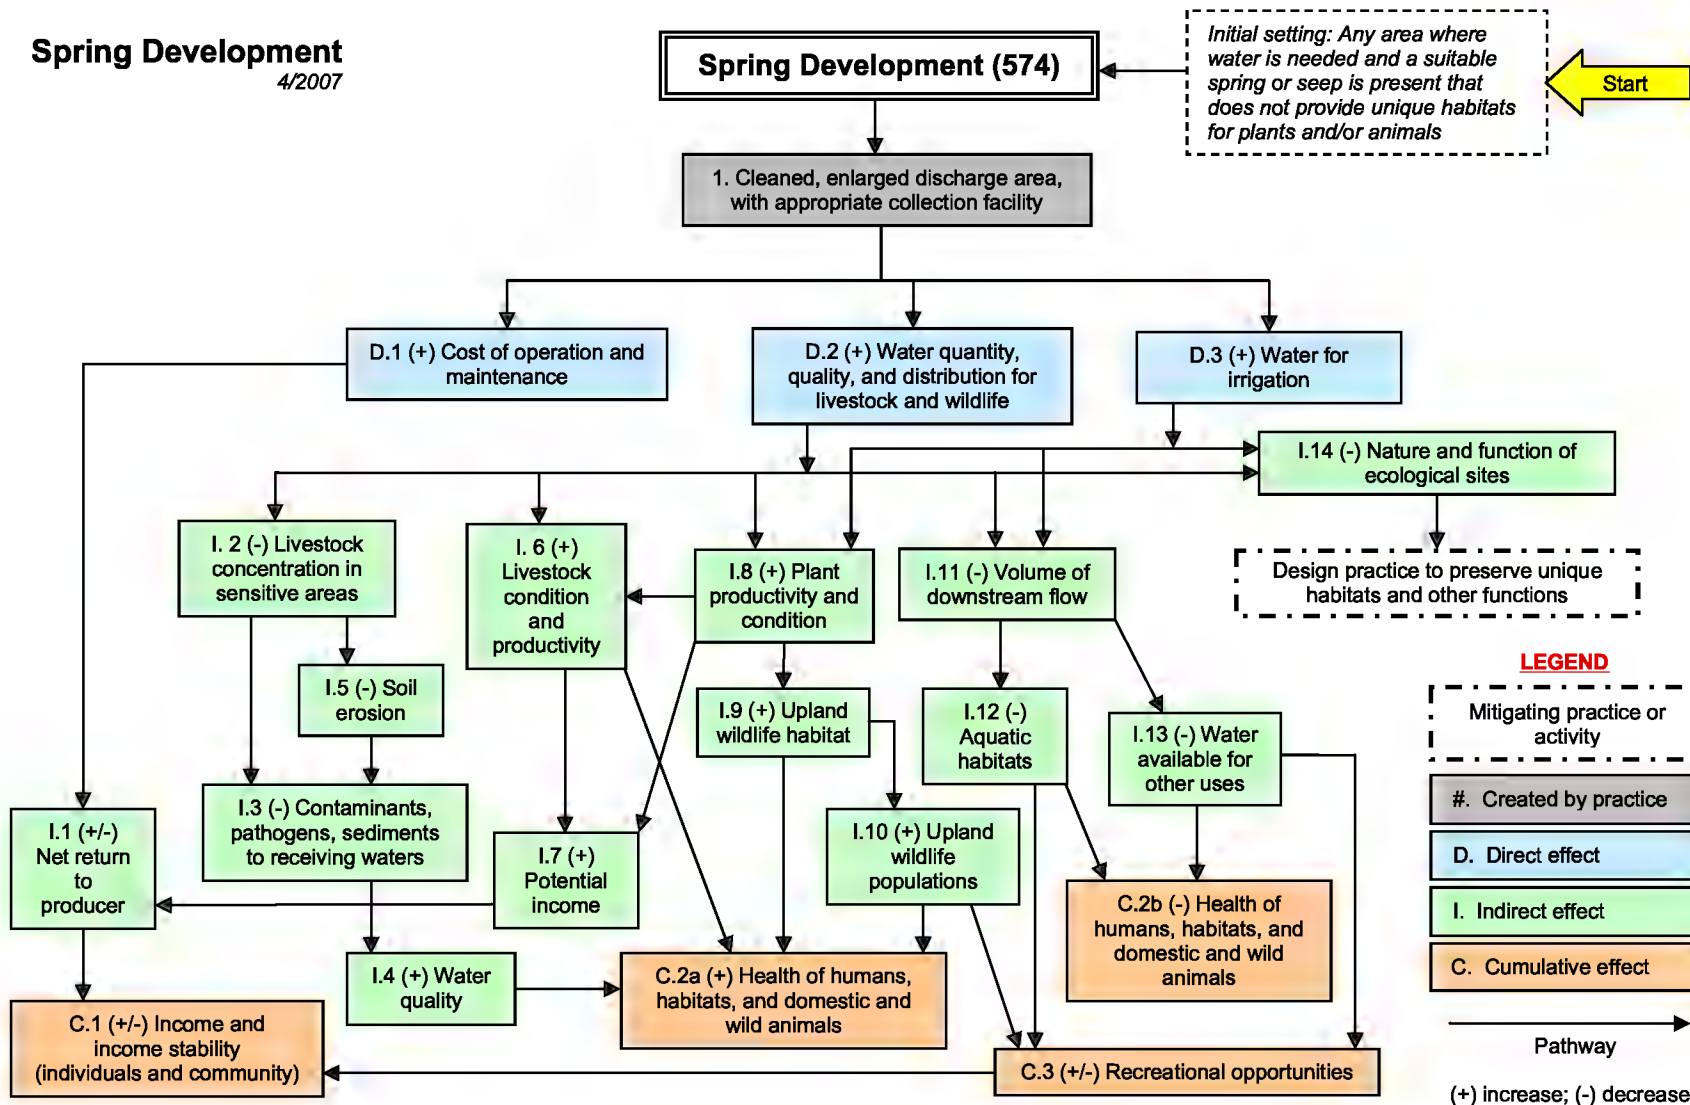 Spring Development
4/2007
Spring Development (574)
Initial setting: Any area where
water is needed and a suitable
spring or seep is present that
does not provide unique habitats
for plants and/or animals
Start
1. Cleaned, enlarged discharge area,
with appropriate collection facility
D.1 (+) Cost of operation and
maintenance
D.2 (+) Water quantity,
quality, and distribution for
livestock and wildlife
D.3 (+) Water for
irrigation
I.14 (-) Nature and function of
ecological sites
I. 2 (-) Livestock
concentration in
sensitive areas
I. 6 (+)
Livestock
condition
and
productivity
I.8 (+) Plant
productivity and
condition
I.11 (-) Volume of
downstream flow
Design practice to preserve unique
habitats and other functions
I.5 (-) Soil
erosion
I.9 (+) Upland
wildlife habitat
I.12 (-)
Aquatic
habitats
I.13 (-) Water
available for
other uses
I.1 (+/-)
Net return
to
producer
I.3 (-) Contaminants,
pathogens, sediments
to receiving waters
I.7 (+)
Potential
income
I.10 (+) Upland
wildlife
populations
I.4 (+) Water
quality
C.2a (+) Health of humans,
habitats, and domestic and
wild animals
C.2b (-) Health of
humans, habitats, and
domestic and wild
animals
C.1 (+/-) Income and
income stability
(individuals and community)
C.3 (+/-) Recreational opportunities
LEGEND
Mitigating practice or
activity
#. Created by practice
D. Direct effect
I. Indirect effect
C. Cumulative effect
Pathway
(+) increase; (-) decrease